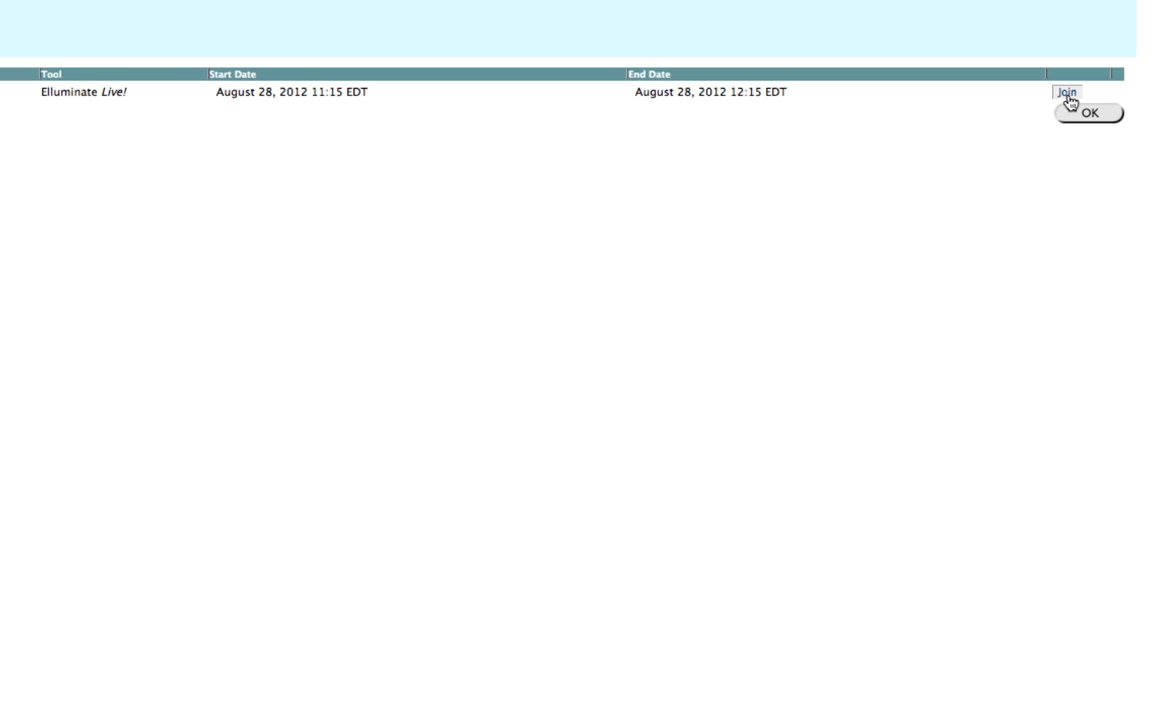 Tool Start Date End Date
Elluminate Live! August 28, 2012 11:15 EDT August 28, 2012 12:15 EDT Join
OK